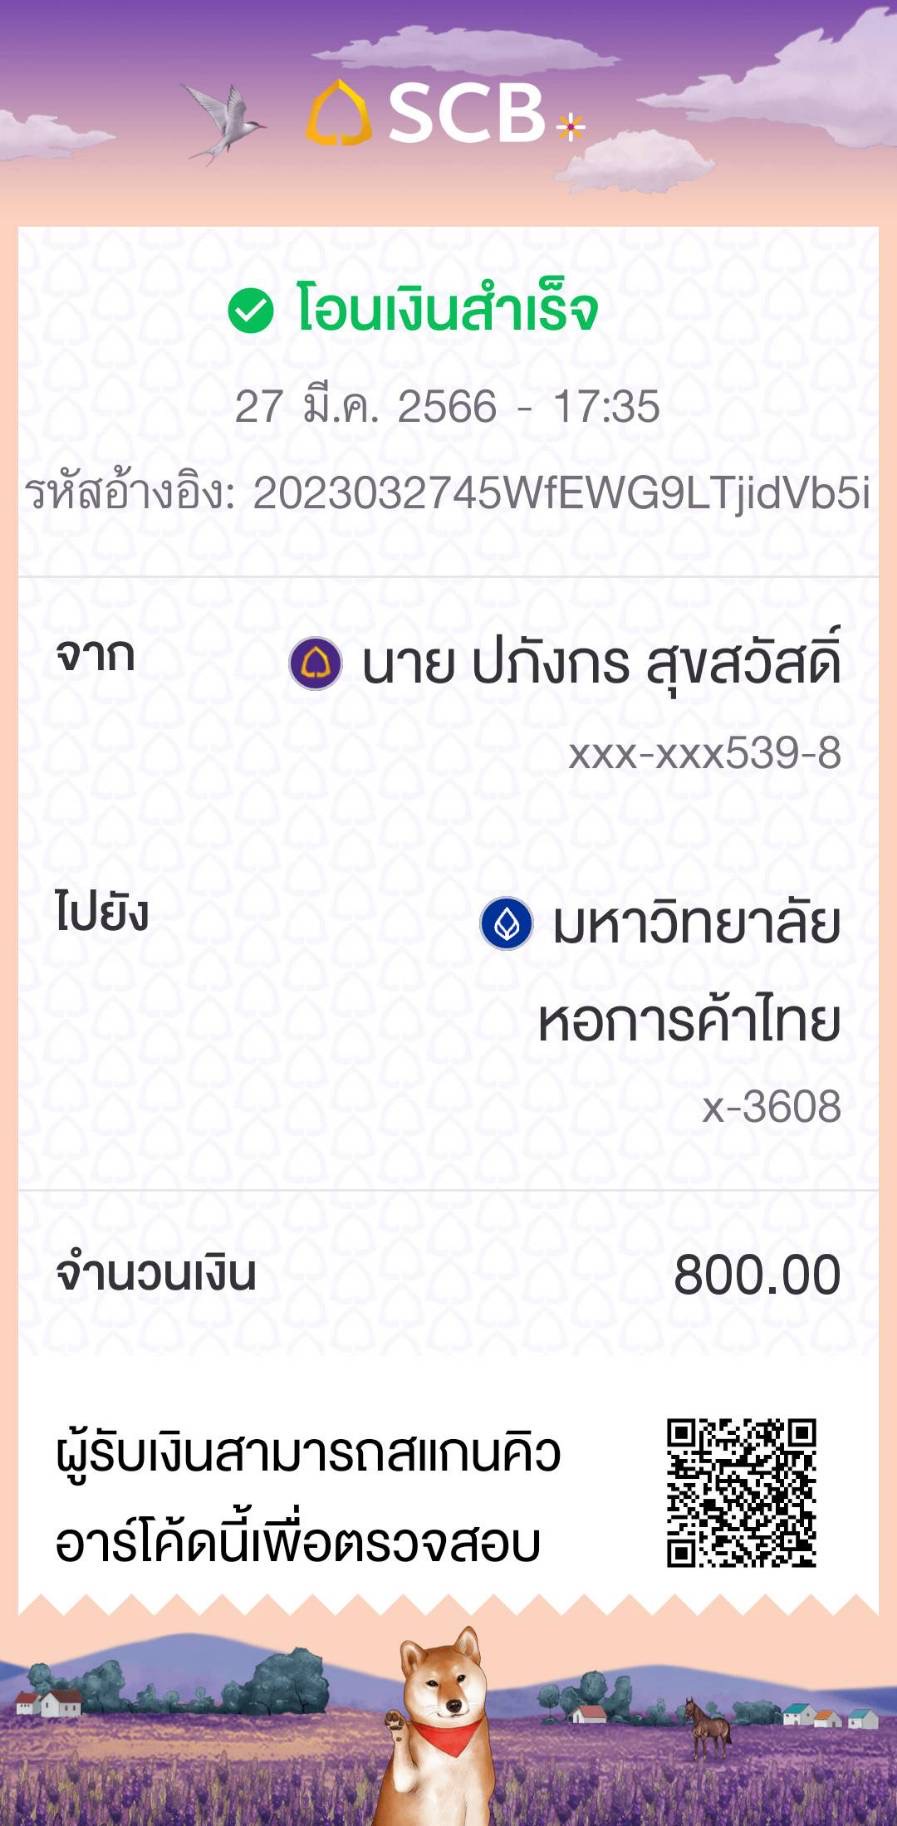 SCB
โอนเงินสำเร็จ
27 มี.ค. 2566 - 17:35
รหัสอ้างอิง: 2023032745WfEWG9LTjidVb5i
จาก นาย ปภังกร สุขสวัสดิ์
xxx-xxx539-8
ไปยัง มหาวิทยาลัย
หอการค้าไทย
x-3608
จำนวนเงิน 800.00
ผู้รับเงินสามารถสแกนคิว
อาร์โค้ดนี้เพื่อตรวจสอบ